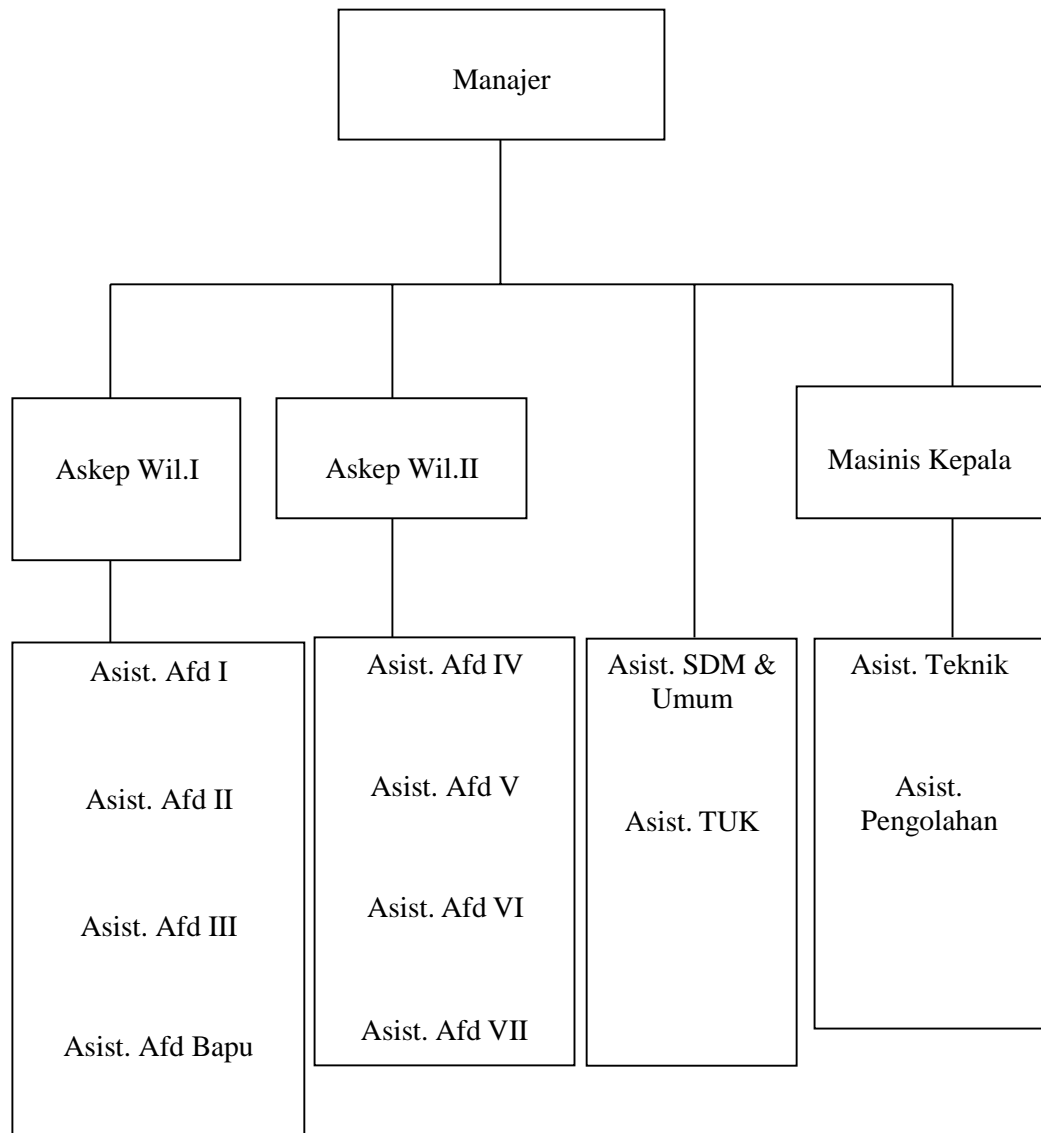 Manajer
Askep Wil.I
Askep Wil.II
Masinis Kepala
Asist. Afd I
Asist. Afd II
Asist. Afd III
Asist. Afd Bapu
Asist. Afd IV
Asist. Afd V
Asist. Afd VI
Asist. Afd VII
Asist. SDM &
Umum
Asist. TUK
Asist. Teknik
Asist.
Pengolahan